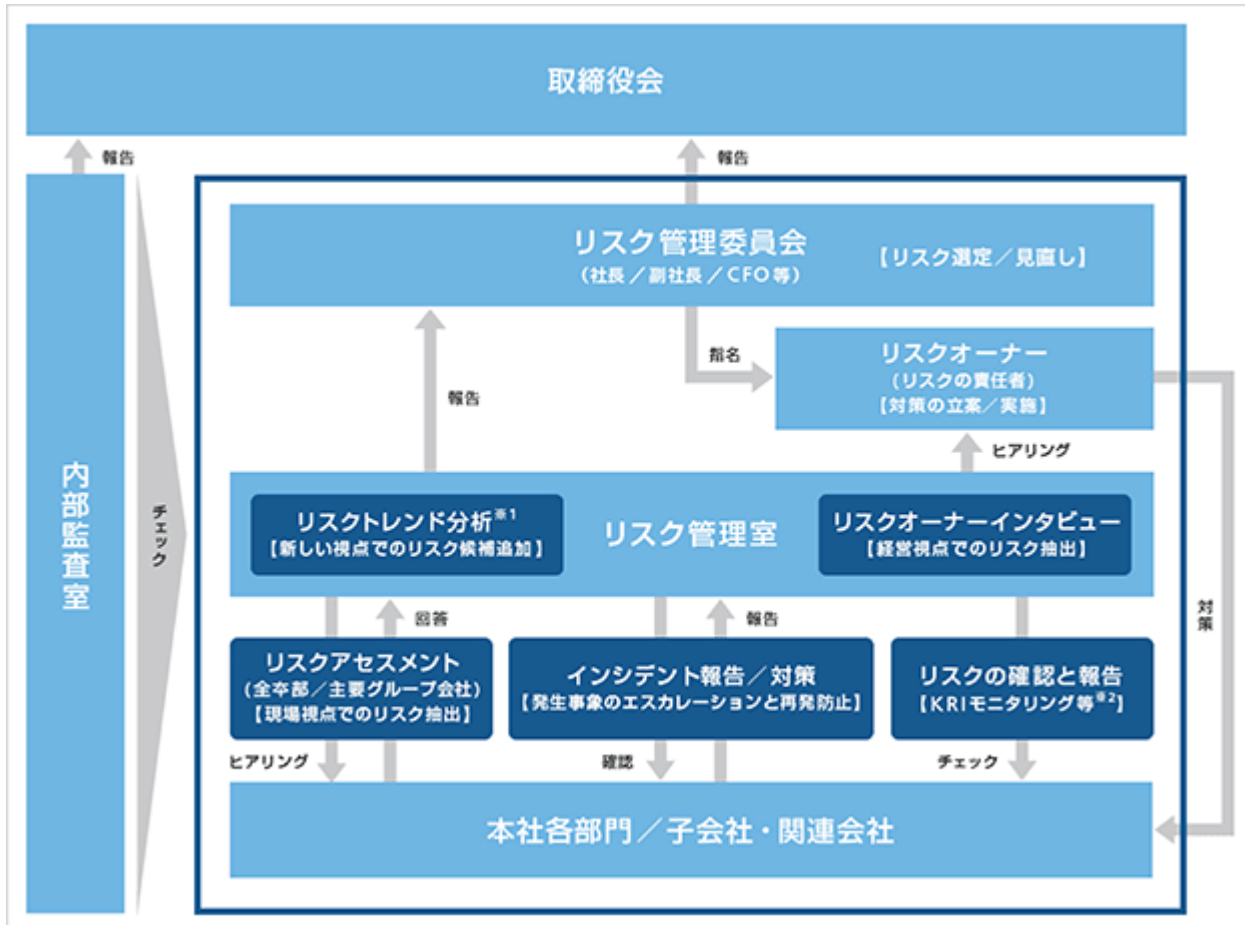 取締役会
報告
報告
リスク管理委員会
(社長/副社長/CFO等)
【リスク選定/見直し】
指名
リスクオーナー
(リスクの責任者)
【対策の立案/実施】
報告
ヒアリング
内部監査室
チェック
リスクトレンド分析※1
【新しい視点でのリスク候補追加】
リスク管理室
リスクオーナーインタビュー
【経営視点でのリスク抽出】
対策
回答
報告
リスクアセスメント
(全卒部/主要グループ会社)
【現場視点でのリスク抽出】
インシデント報告/対策
【発生事象のエスカレーションと再発防止】
リスクの確認と報告
【KRIモニタリング等※2】
ヒアリング
確認
チェック
本社各部門/子会社・関連会社